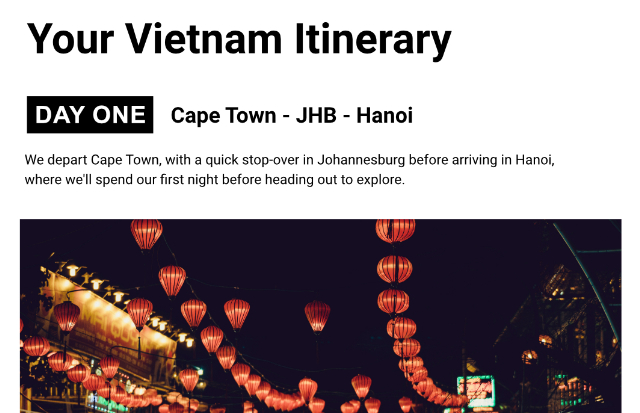 Your Vietnam Itinerary
DAY ONE
Cape Town - JHB - Hanoi
We depart Cape Town, with a quick stop-over in Johannesburg before arriving in Hanoi,
where we'll spend our first night before heading out to explore.